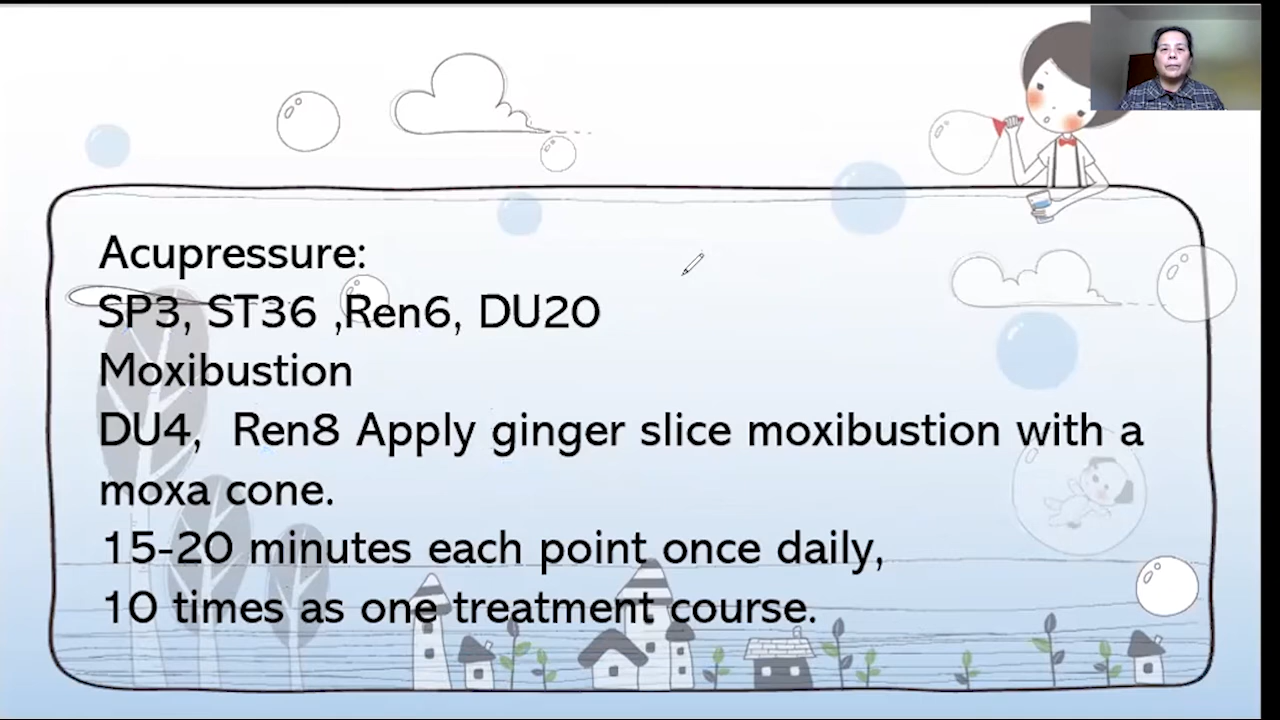 Acupressure:
SP3, ST36 ,Ren6, DU20
Moxibustion
DU4,  Ren8 Apply ginger slice moxibustion with a
moxa cone.
15-20 minutes each point once daily,
10 times as one treatment course.